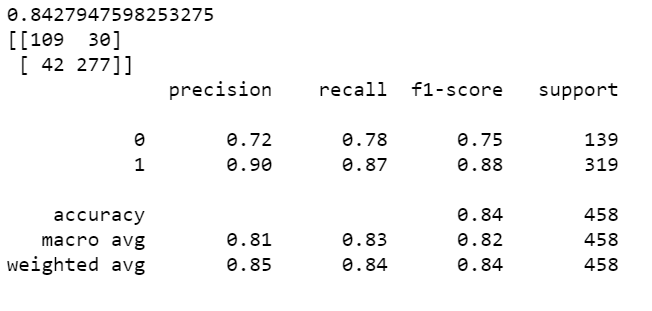 0.8427947598253275
[[109  30]
 [ 42 277]]
              precision    recall  f1-score   support

           0       0.72      0.78      0.75       139
           1       0.90      0.87      0.88       319

    accuracy                           0.84       458
   macro avg       0.81      0.83      0.82       458
weighted avg       0.85      0.84      0.84       458